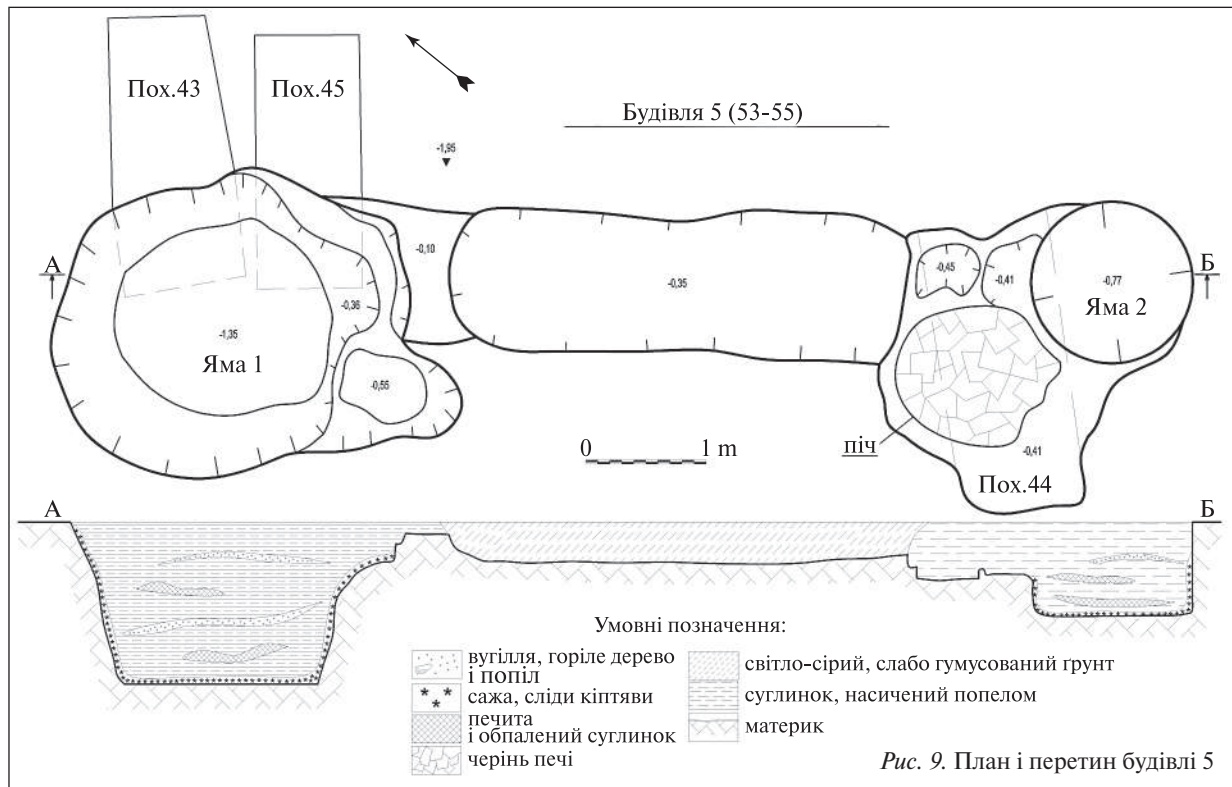 Пох.43
Пох.45
Будівля 5 (53-55)
-1,95
А
Б
-0,10
-0,35
-0,45
-0,41
-0,77
Яма 2
-0,36
-1,35
Яма 1
-0,55
0 1 m
піч
-0,41
Пох.44
А
Б
Умовні позначення:
вугілля, горіле дерево
і попіл
сажа, сліди кіптяви
печита
і обпалений суглинок
черінь печі
світло-сірий, слабо гумусований ґрунт
суглинок, насичений попелом
материк
Рис. 9. План і перетин будівлі 5